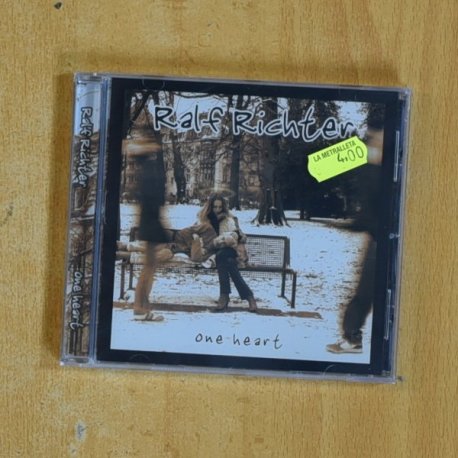 Ralf Richter
LA METRALLETA
4,00
one heart
Ralf Richter
one heart